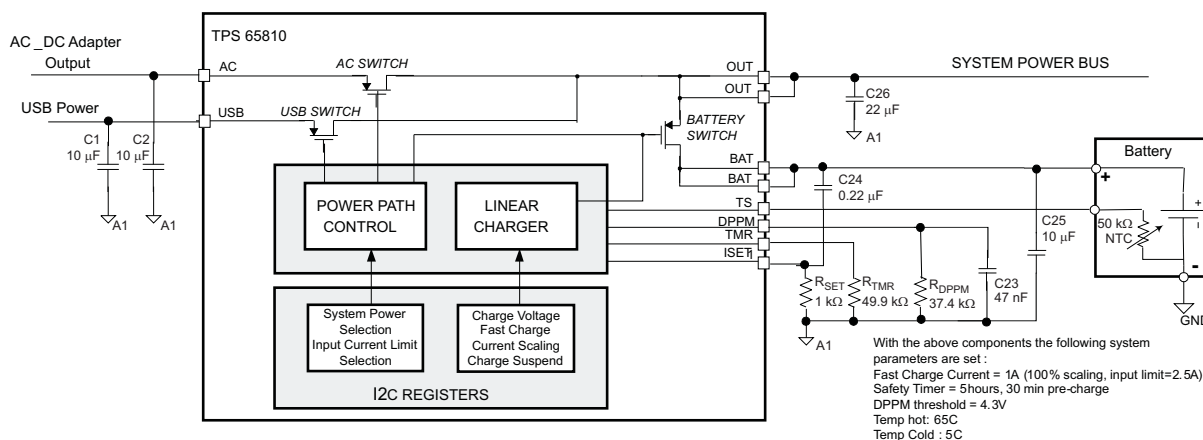 TPS 65810
AC _DC Adapter
Output
AC
AC SWITCH
OUT
SYSTEM POWER BUS
OUT
USB Power
USB
USB SWITCH
BATTERY
SWITCH
C26
22 μF
A1
C1
10 μF
C2
10 μF
A1
A1
BAT
BAT
Battery
+
C24
0.22 μF
TS
DPPM
TMR
ISET1
POWER PATH
CONTROL
LINEAR
CHARGER
50 kΩ
NTC
+
-
-
C25
10 μF
RSET
1 kΩ
RTMR
49.9 kΩ
RDPPM
37.4 kΩ
C23
47 nF
GND
A1
System Power
Selection
Input Current Limit
Selection
Charge Voltage
Fast Charge
Current Scaling
Charge Suspend
I2C REGISTERS
With the above components the following system
parameters are set :
Fast Charge Current = 1A (100% scaling, input limit=2.5A)
Safety Timer = 5hours, 30 min pre-charge
DPPM threshold = 4.3V
Temp hot: 65C
Temp Cold : 5C